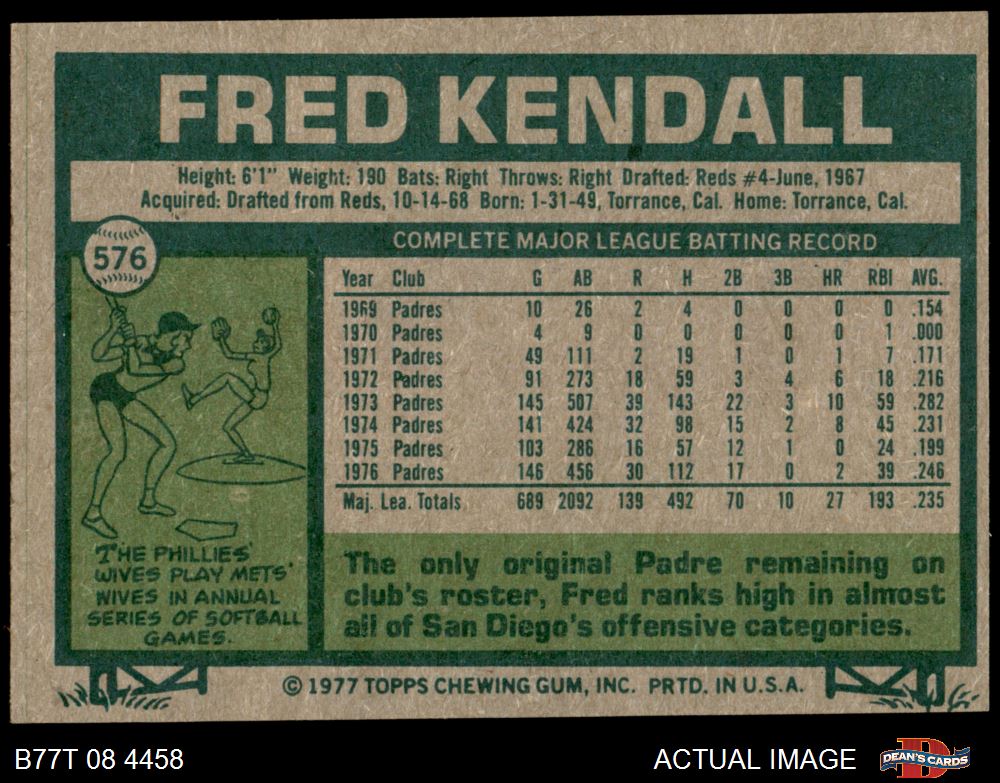 FRED KENDALL
Height: 6'1" Weight: 190 Bats: Right Throws: Right Drafted: Reds #4-June, 1967
Acquired: Drafted from Reds, 10-14-68 Born: 1-31-49, Torrance, Cal. Home: Torrance, Cal.
576
COMPLETE MAJOR LEAGUE BATTING RECORD
Year Club G AB R H 2B 3B HR RBI AVG.
1969 Padres 10 26 2 4 0 0 0 0 .154
1970 Padres 4 9 0 0 0 0 0 1 .000
1971 Padres 49 111 2 19 1 0 1 7 .171
1972 Padres 91 273 18 59 3 4 6 18 .216
1973 Padres 145 507 39 143 22 3 10 59 .282
1974 Padres 141 424 32 98 15 2 8 45 .231
1975 Padres 103 286 16 57 12 1 0 24 .199
1976 Padres 146 456 30 112 17 0 2 39 .246
Maj. Lea. Totals 689 2092 139 492 70 10 27 193 .235
THE PHILLIES'
WIVES PLAY METS'
WIVES IN ANNUAL
SERIES OF SOFTBALL
GAMES.
The only original Padre remaining on
club's roster, Fred ranks high in almost
all of San Diego's offensive categories.
© 1977 TOPPS CHEWING GUM, INC. PRTD. IN U.S.A.
B77T 08 4458
ACTUAL IMAGE
D
DEAN'S CARDS